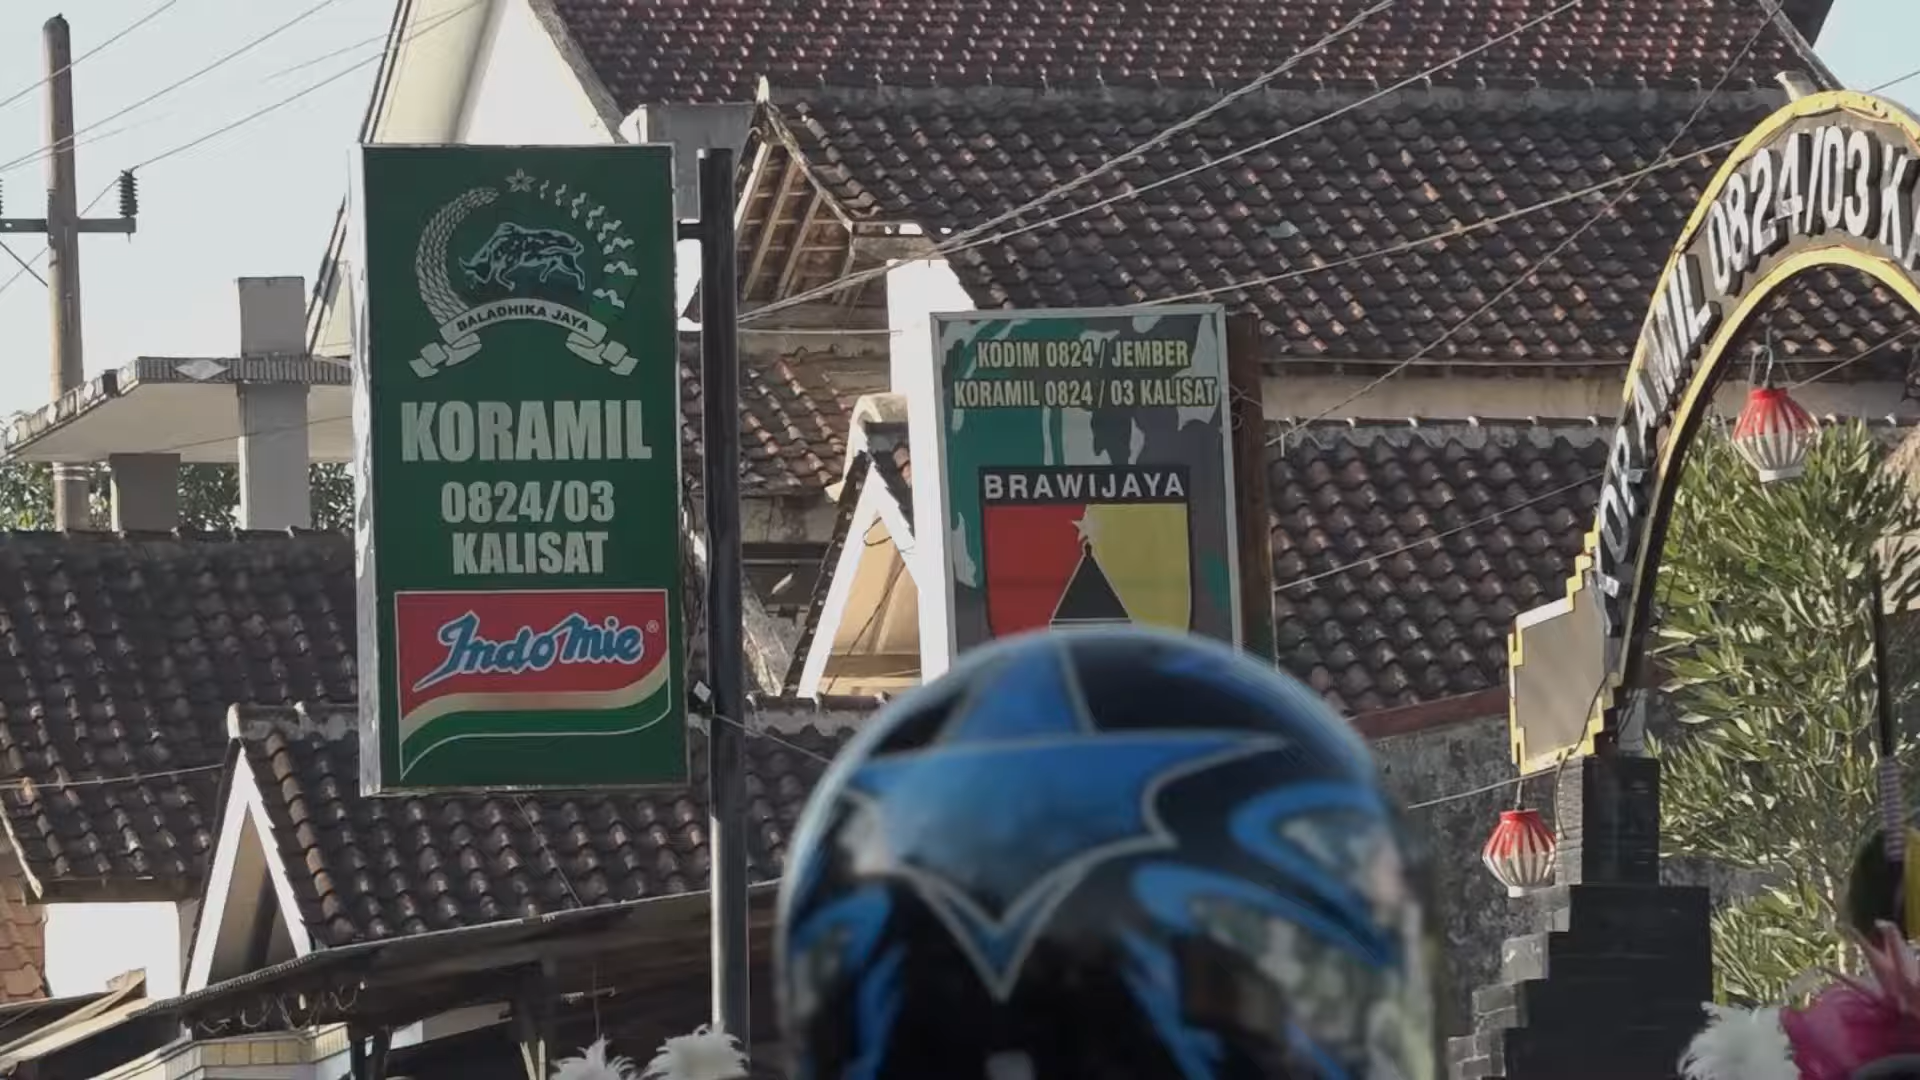 BALADHIKA JAYA
KORAMIL
0824/03
KALISAT
Indomie®
KODIM 0824 / JEMBER
KORAMIL 0824 / 03 KALISAT
BRAWIJAYA
KORAMIL 0824/03 KA